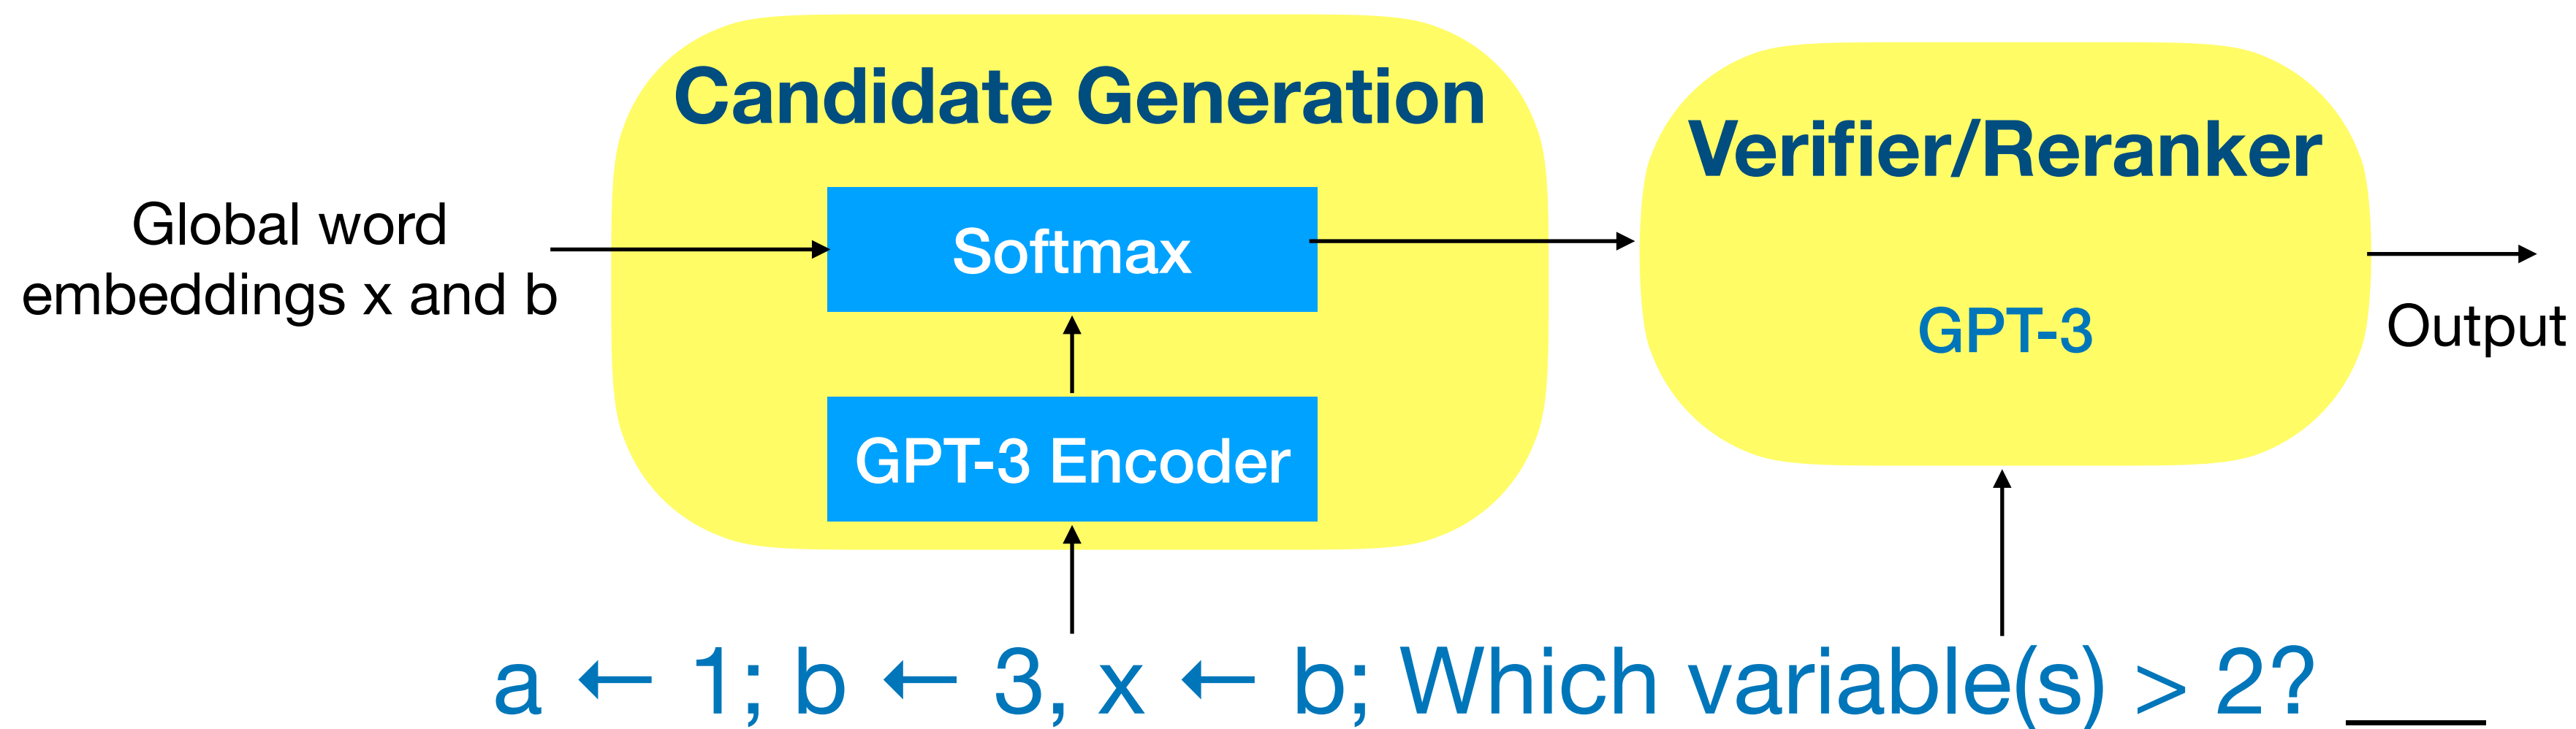 Candidate Generation
Verifier/Reranker
Global word
embeddings x and b
Softmax
GPT-3
Output
GPT-3 Encoder
a ← 1; b ← 3, x ← b; Which variable(s) > 2? ___